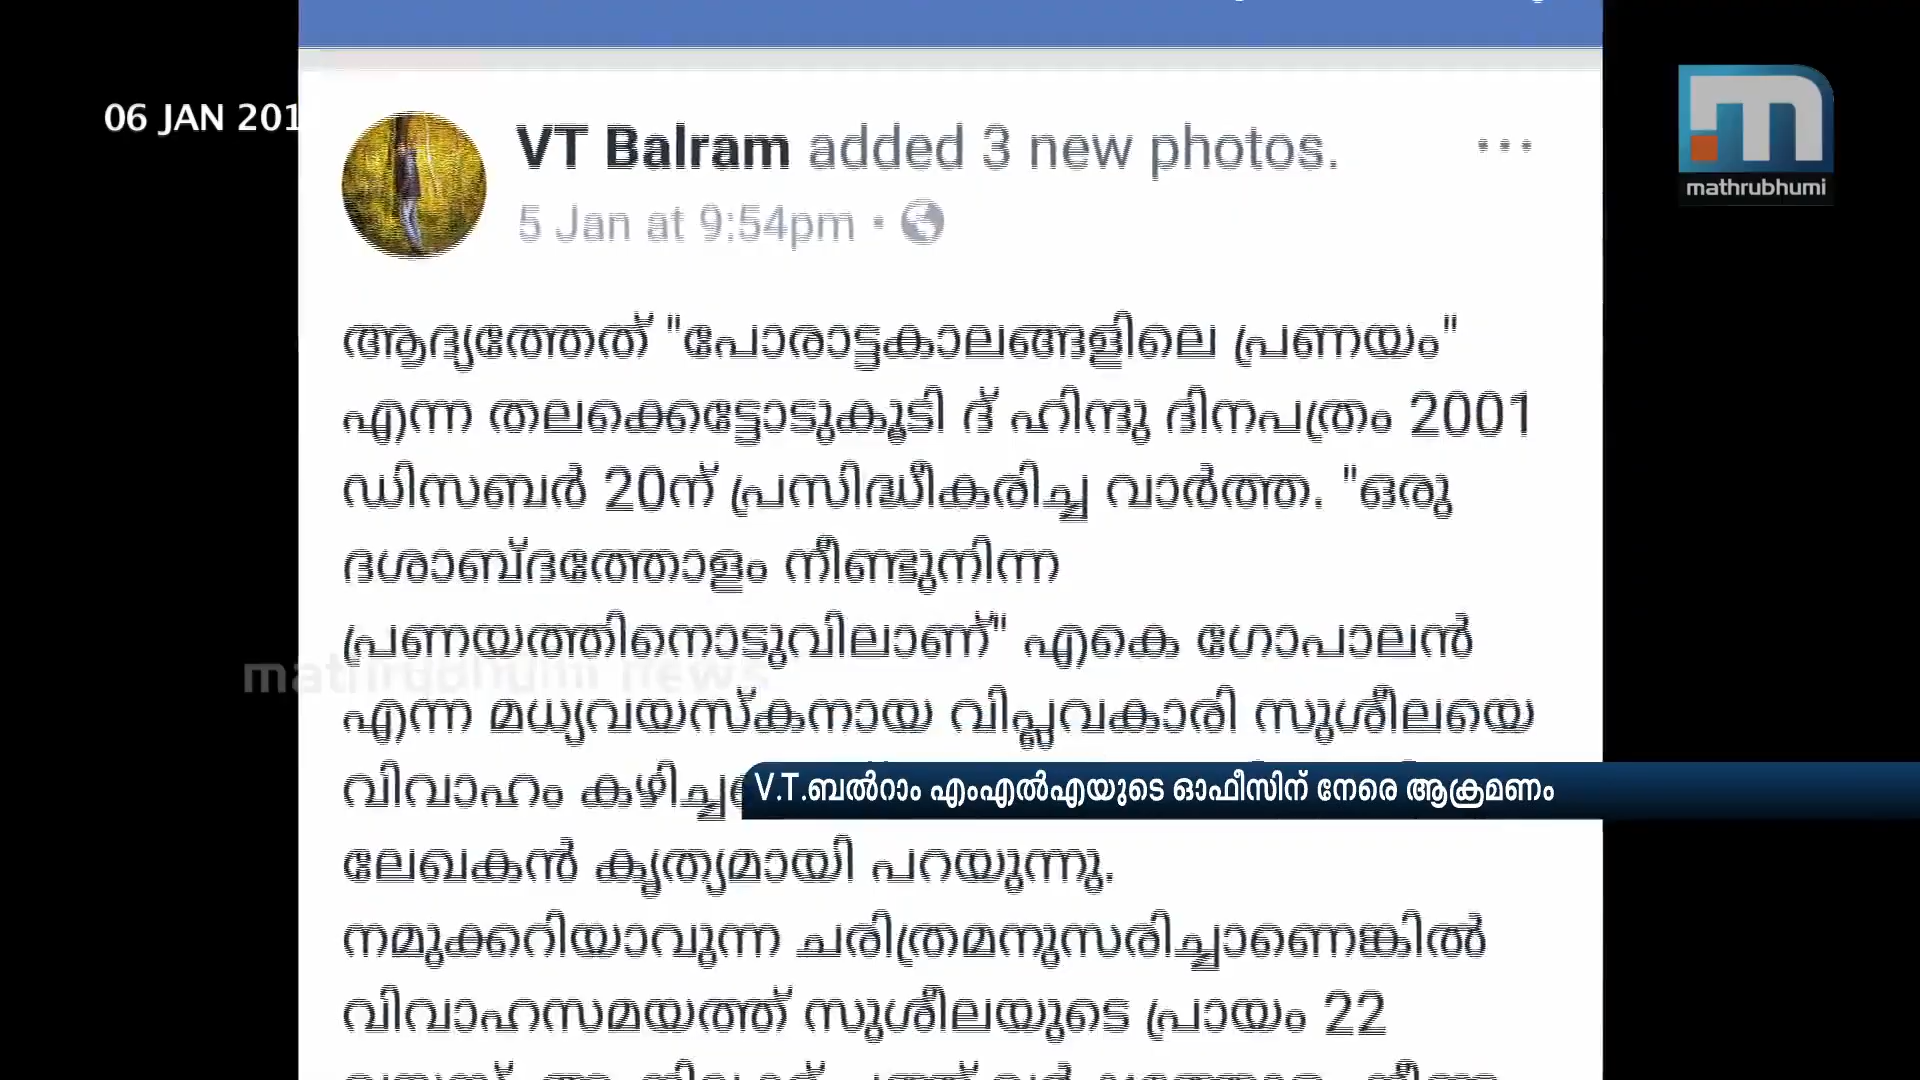 06 JAN 201
mathrubhumi
VT Balram added 3 new photos.
5 Jan at 9:54pm
ആദ്യത്തേത് "പോരാട്ടകാലങ്ങളിലെ പ്രണയം"
എന്ന തലക്കെട്ടോടുകൂടി ദ് ഹിന്ദു ദിനപത്രം 2001
ഡിസബർ 20ന് പ്രസിദ്ധീകരിച്ച വാർത്ത. "ഒരു
ദശാബ്ദത്തോളം നീണ്ടുനിന്ന
പ്രണയത്തിനൊടുവിലാണ്" എകെ ഗോപാലൻ
mathrubhumi news
എന്ന മധ്യവയസ്കനായ വിപ്ലവകാരി സുശീലയെ
വിവാഹം
V.T.ബൽറാം എംഎൽഎയുടെ ഓഫീസിന് നേരെ ആക്രമണം
ലേഖകൻ കൃത്യമായി പറയുന്നു.
നമുക്കറിയാവുന്ന ചരിത്രമനുസരിച്ചാണെങ്കിൽ
വിവാഹസമയത്ത് സുശീലയുടെ പ്രായം 22